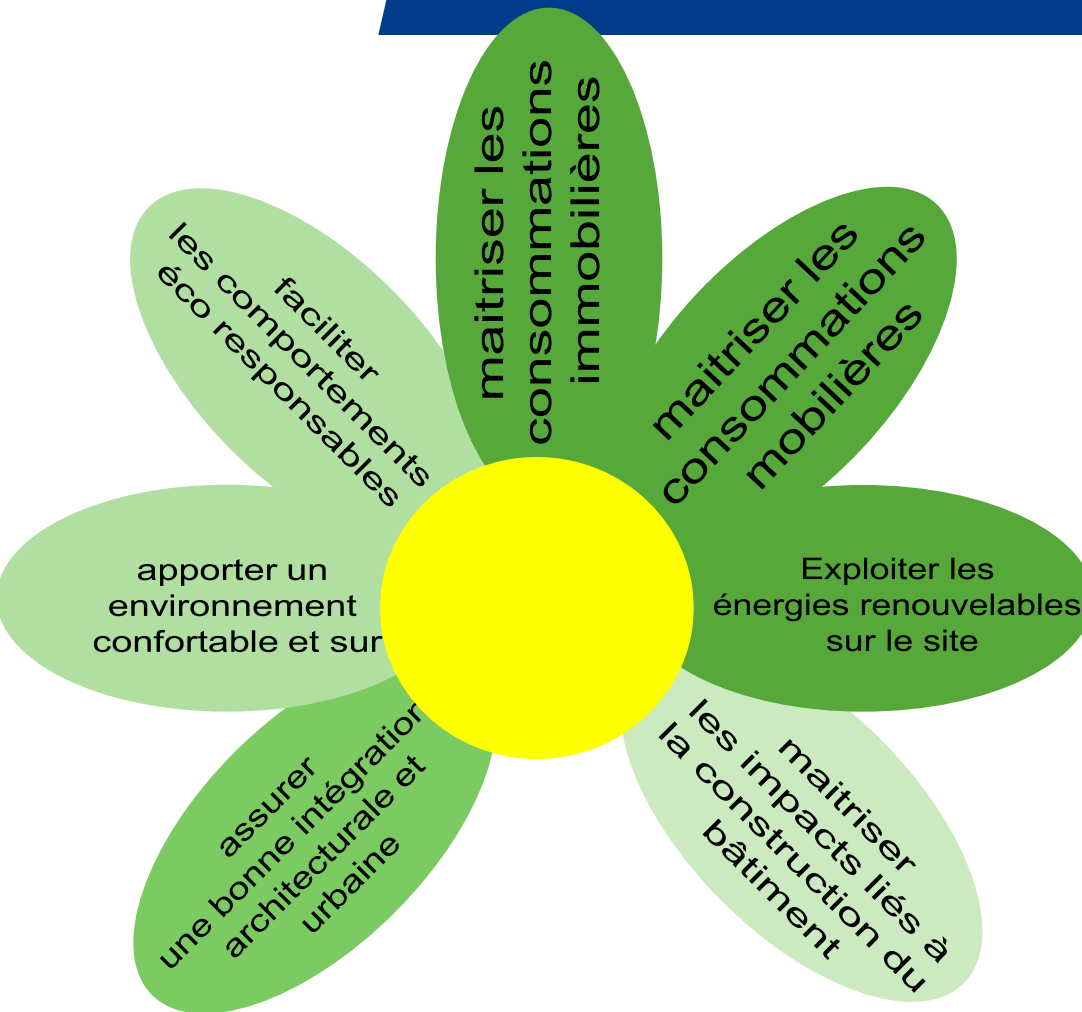 maitriser les
consommations
immobilières
maitriser les
consommations
mobilières
Exploiter les
énergies renouvelables
sur le site
maitriser
les impacts liés à
la construction du
bâtiment
assurer
une bonne intégration
architecturale et
urbaine
apporter un
environnement
confortable et sur
faciliter
les comportements
éco responsables